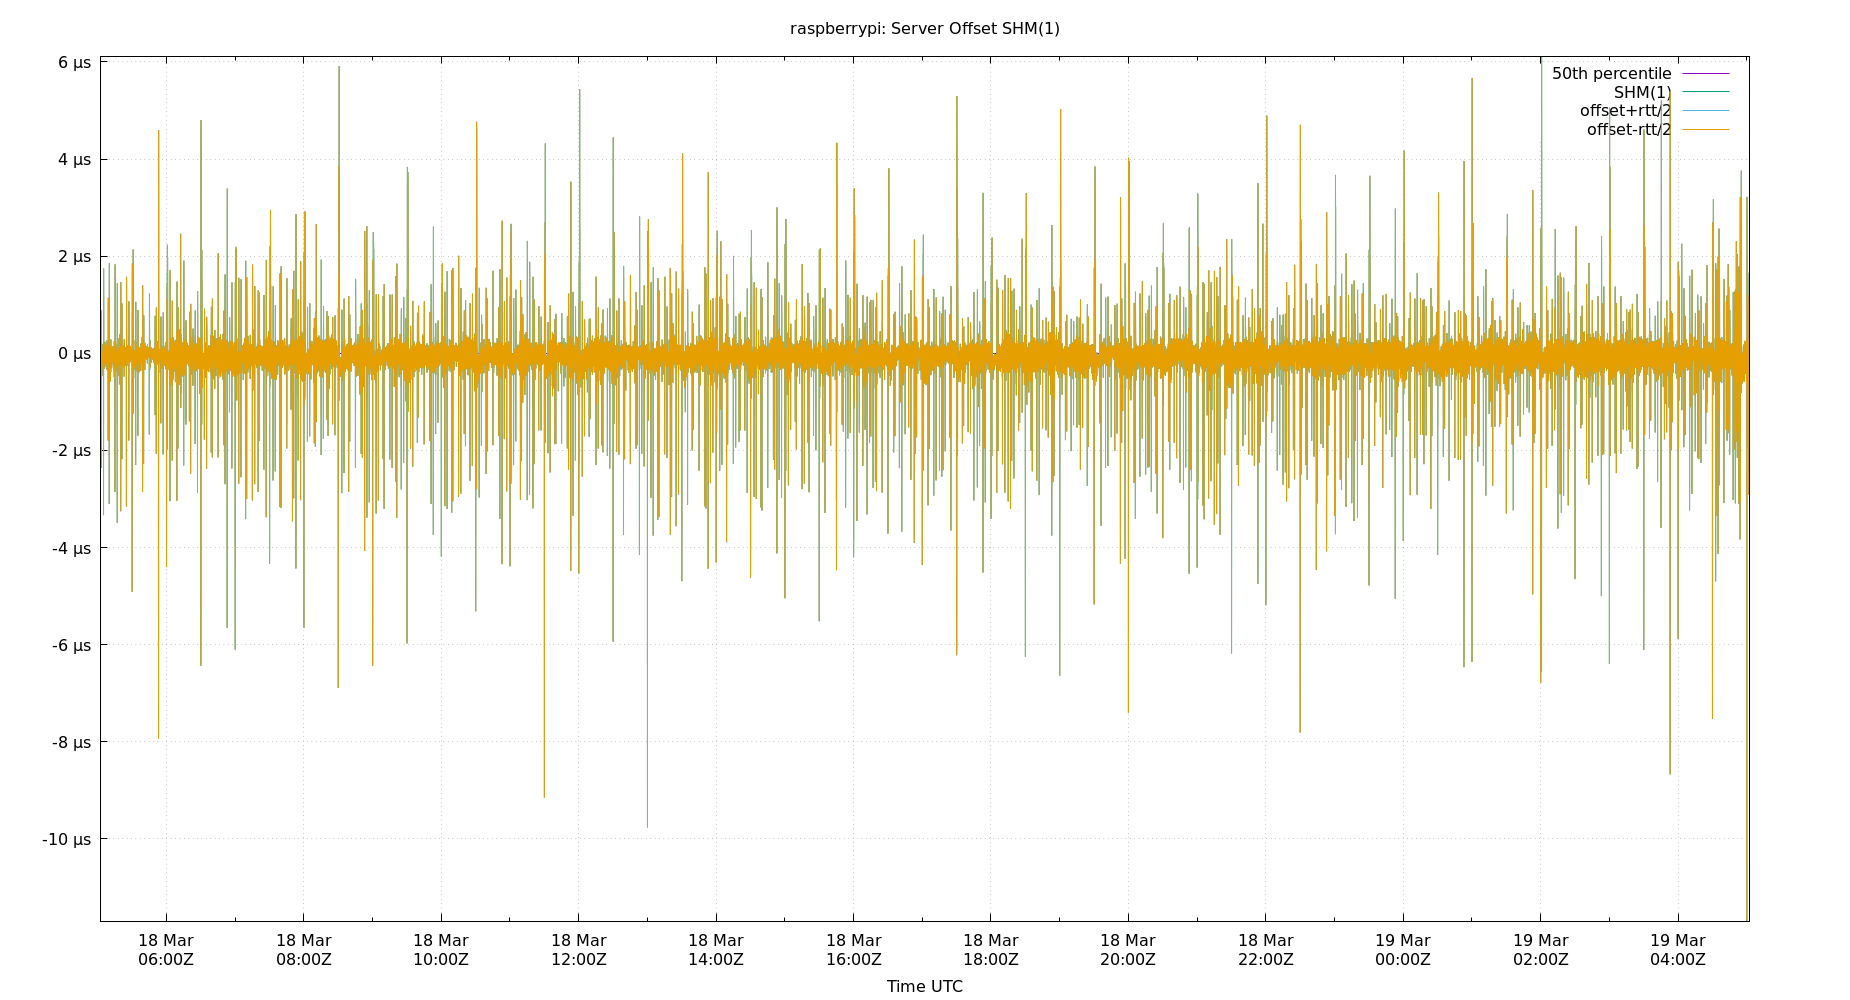 raspberrypi: Server Offset SHM(1)
6 µs
4 µs
2 µs
0 µs
-2 µs
-4 µs
-6 µs
-8 µs
-10 µs
50th percentile
SHM(1)
offset+rtt/2
offset-rtt/2
18 Mar 18 Mar 18 Mar 18 Mar 18 Mar 18 Mar 18 Mar 18 Mar 18 Mar 19 Mar 19 Mar 19 Mar
06:00Z 08:00Z 10:00Z 12:00Z 14:00Z 16:00Z 18:00Z 20:00Z 22:00Z 00:00Z 02:00Z 04:00Z
Time UTC